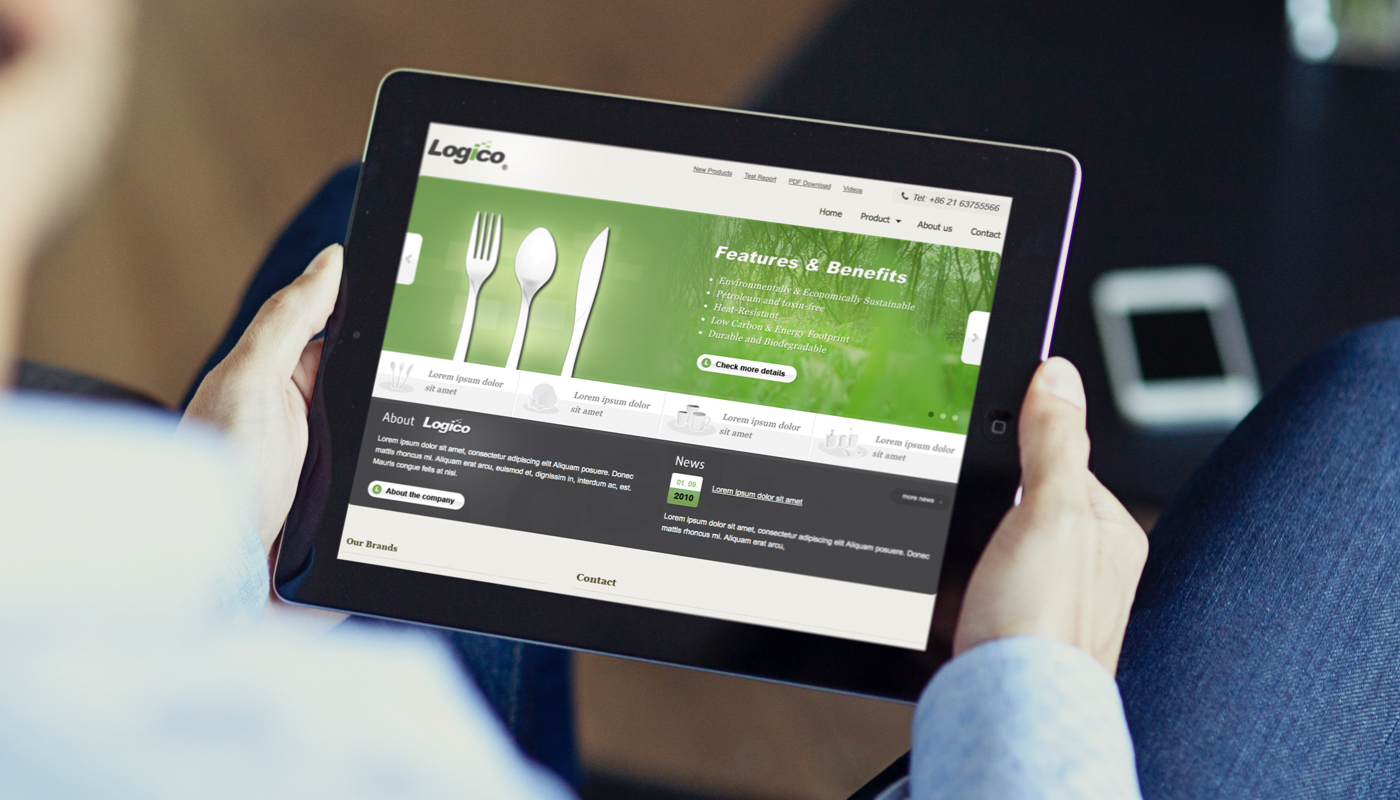 Logico®
New Products Test Report PDF Download Videos
Tel: +86 21 63755566
Home Product About us Contact
Features & Benefits
• Environmentally & Economically Sustainable
• Petroleum and toxin-free
• Heat-Resistant
• Low Carbon & Energy Footprint
• Durable and Biodegradable
Check more details
Lorem ipsum dolor
sit amet
Lorem ipsum dolor
sit amet
Lorem ipsum dolor
sit amet
Lorem ipsum dolor
sit amet
About Logico
Lorem ipsum dolor sit amet, consectetur adipiscing elit Aliquam posuere. Donec
mattis rhoncus mi. Aliquam erat arcu, euismod et, dignissim in, interdum ac, est.
Mauris congue felis at nisi.
About the company
News
01. 09.
2010
Lorem ipsum dolor sit amet
more news
Lorem ipsum dolor sit amet, consectetur adipiscing elit Aliquam posuere. Donec
mattis rhoncus mi. Aliquam erat arcu,
Our Brands
Contact